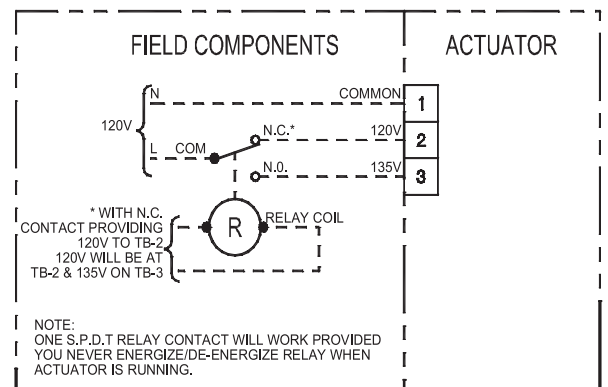 FIELD COMPONENTS
ACTUATOR
N
COMMON
1
120V
N.C.*
120V
2
L
COM
N.0.
135V
3
* WITH N.C.
CONTACT PROVIDING
120V TO TB-2
120V WILL BE AT
TB-2 & 135V ON TB-3
R
RELAY COIL
NOTE:
ONE S.P.D.T RELAY CONTACT WILL WORK PROVIDED
YOU NEVER ENERGIZE/DE-ENERGIZE RELAY WHEN
ACTUATOR IS RUNNING.